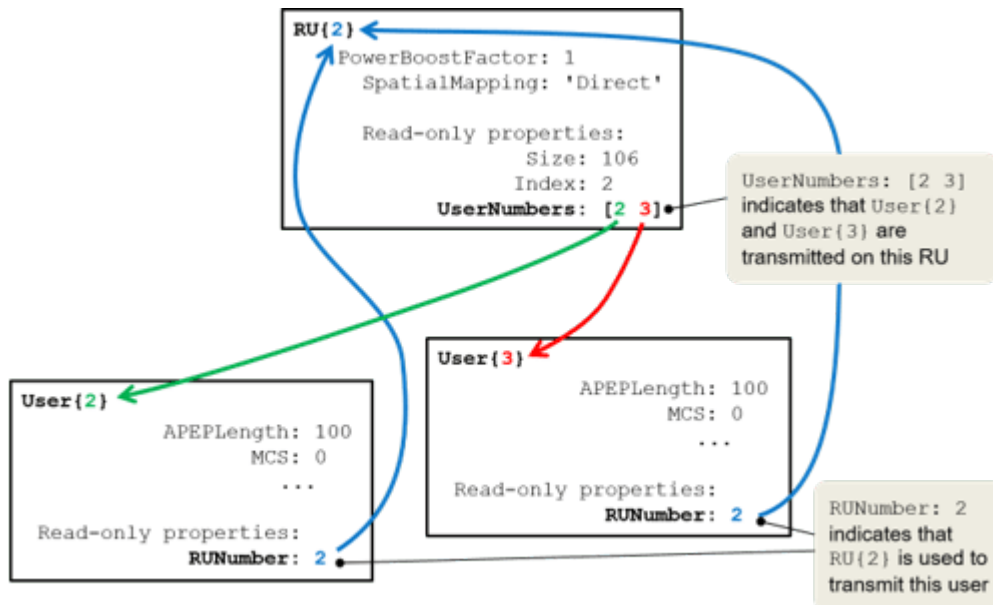 RU{2}
PowerBoostFactor: 1
SpatialMapping: 'Direct'
Read-only properties:
Size: 106
Index: 2
UserNumbers: [2 3]
UserNumbers: [2 3]
indicates that User{2}
and User{3} are
transmitted on this RU
User{3}
APEPLength: 100
MCS: 0
...
Read-only properties:
RUNumber: 2
User{2}
APEPLength: 100
MCS: 0
...
Read-only properties:
RUNumber: 2
RUNumber: 2
indicates that
RU{2} is used to
transmit this user